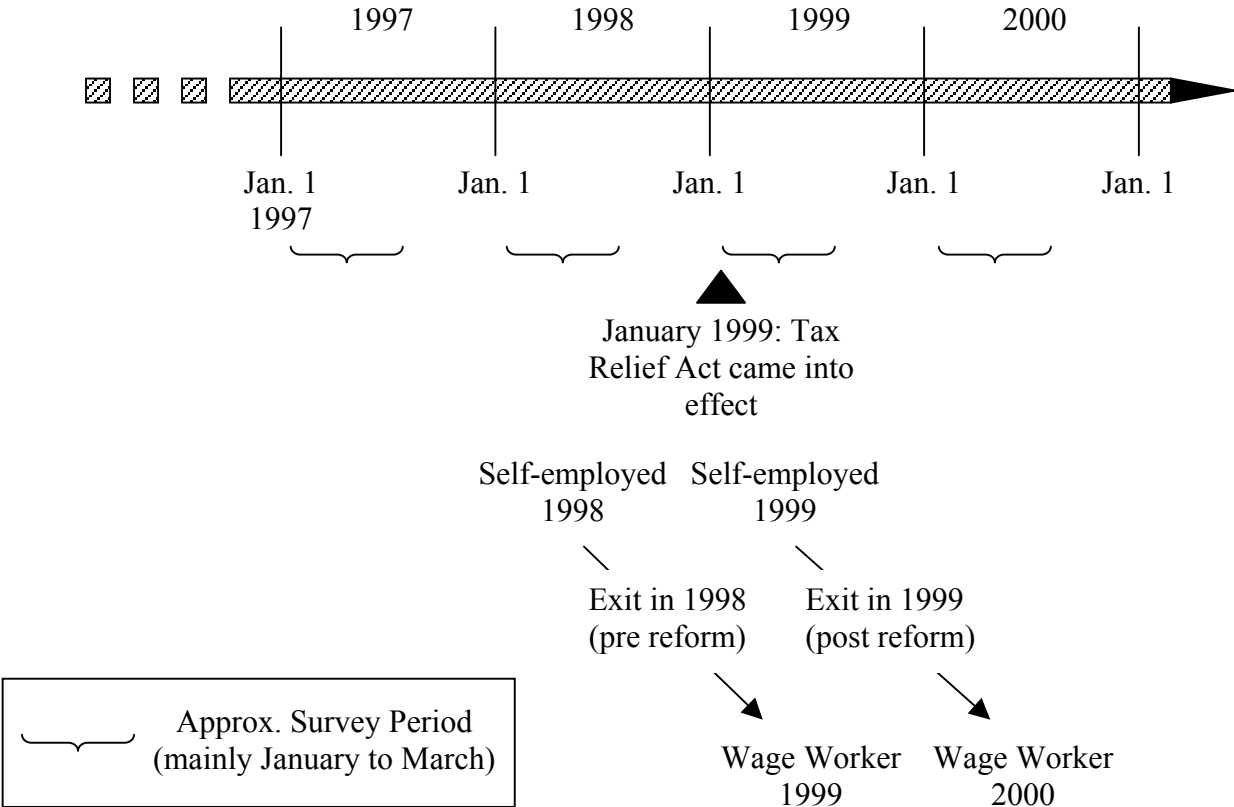 1997 1998 1999 2000
Jan. 1 Jan. 1 Jan. 1 Jan. 1 Jan. 1
1997
January 1999: Tax
Relief Act came into
effect
Self-employed Self-employed
1998 1999
Exit in 1998 Exit in 1999
(pre reform) (post reform)
Approx. Survey Period
(mainly January to March)
Wage Worker Wage Worker
1999 2000